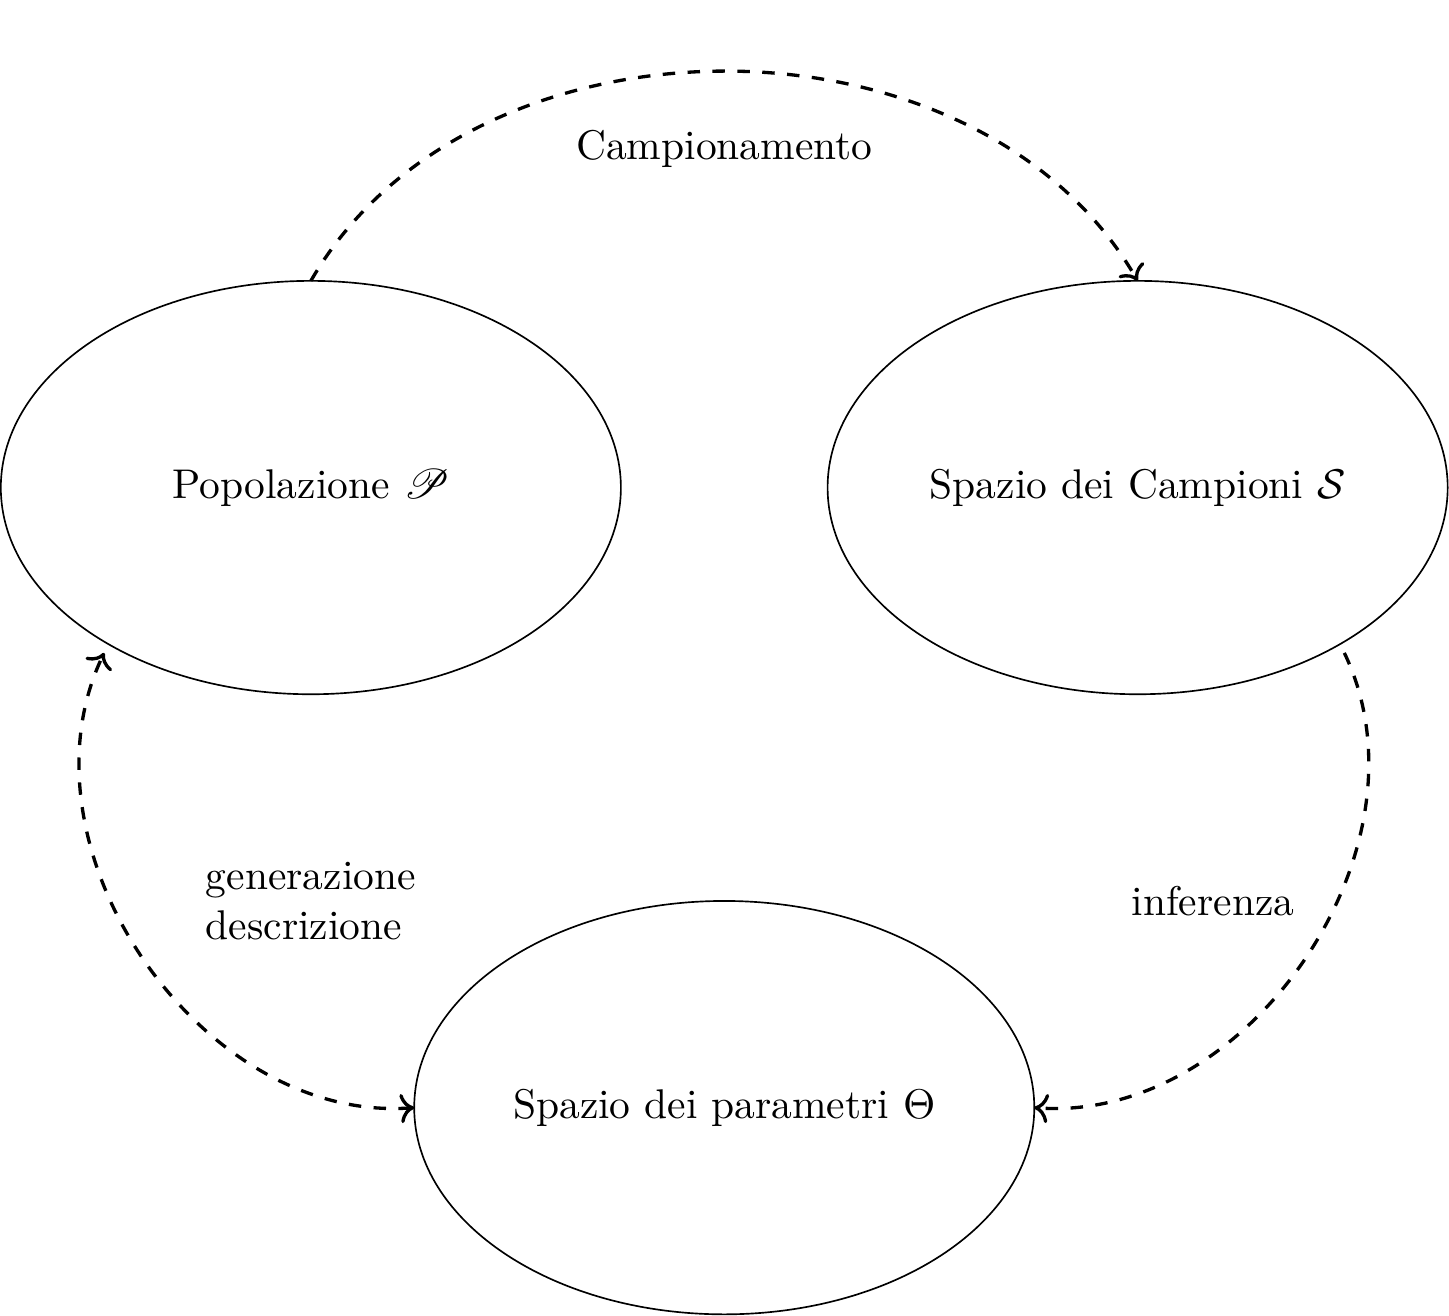 Campionamento
Popolazione 𝒫
Spazio dei Campioni 𝒮
generazione
descrizione
inferenza
Spazio dei parametri Θ